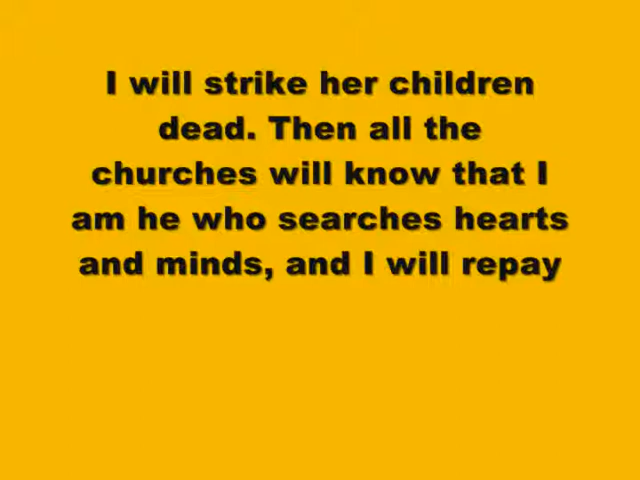 I will strike her children
dead. Then all the
churches will know that I
am he who searches hearts
and minds, and I will repay